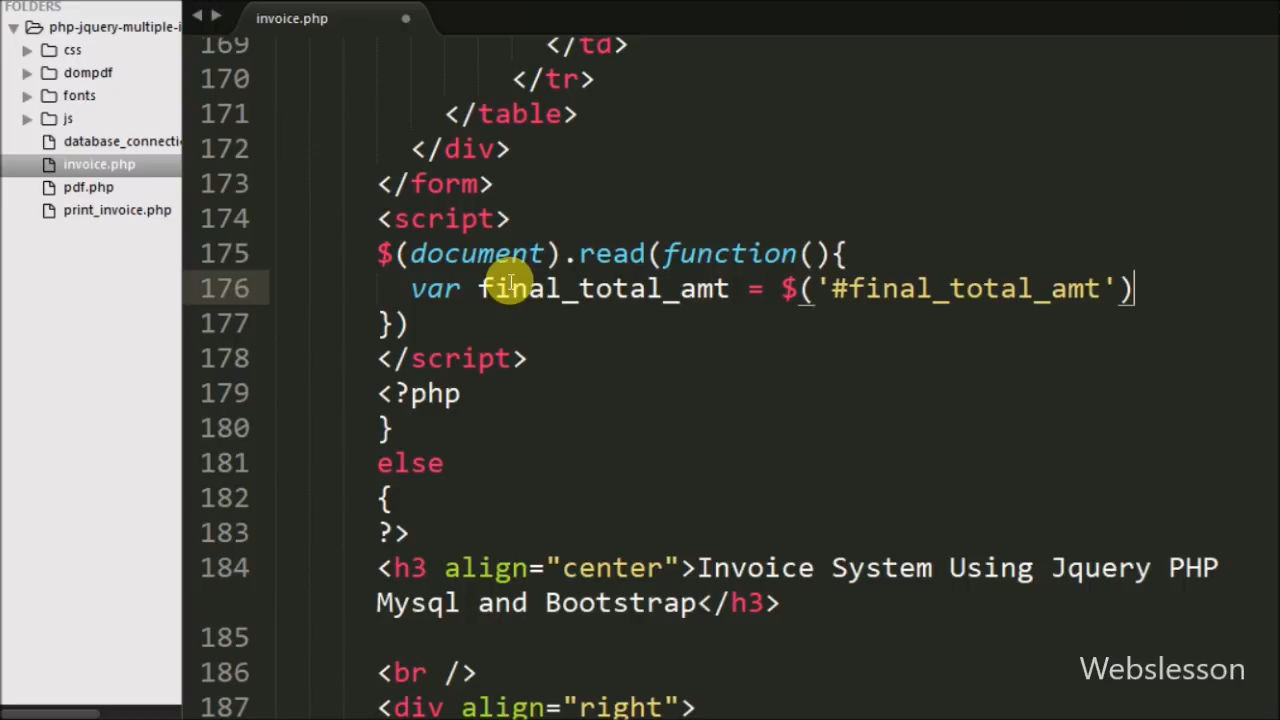 FOLDERS
php-jquery-multiple-i
css
dompdf
fonts
js
database_connecti
invoice.php
pdf.php
print_invoice.php
invoice.php
169 </td>
170 </tr>
171 </table>
172 </div>
173 </form>
174 <script>
175 $(document).read(function(){
176 var final_total_amt = $('#final_total_amt')
177 })
178 </script>
179 <?php
180 }
181 else
182 {
183 ?>
184 <h3 align="center">Invoice System Using Jquery PHP
Mysql and Bootstrap</h3>
185
186 <br />
187 <div align="right">
Webslesson